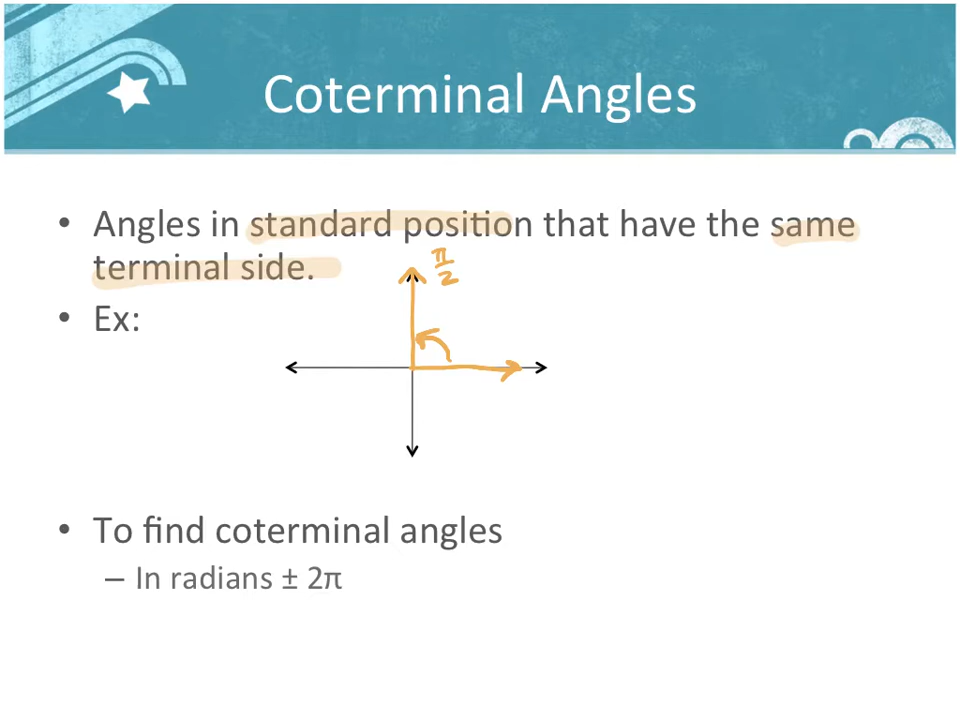 Coterminal Angles
• Angles in standard position that have the same
terminal side.
π/2
• Ex:
• To find coterminal angles
– In radians ± 2π